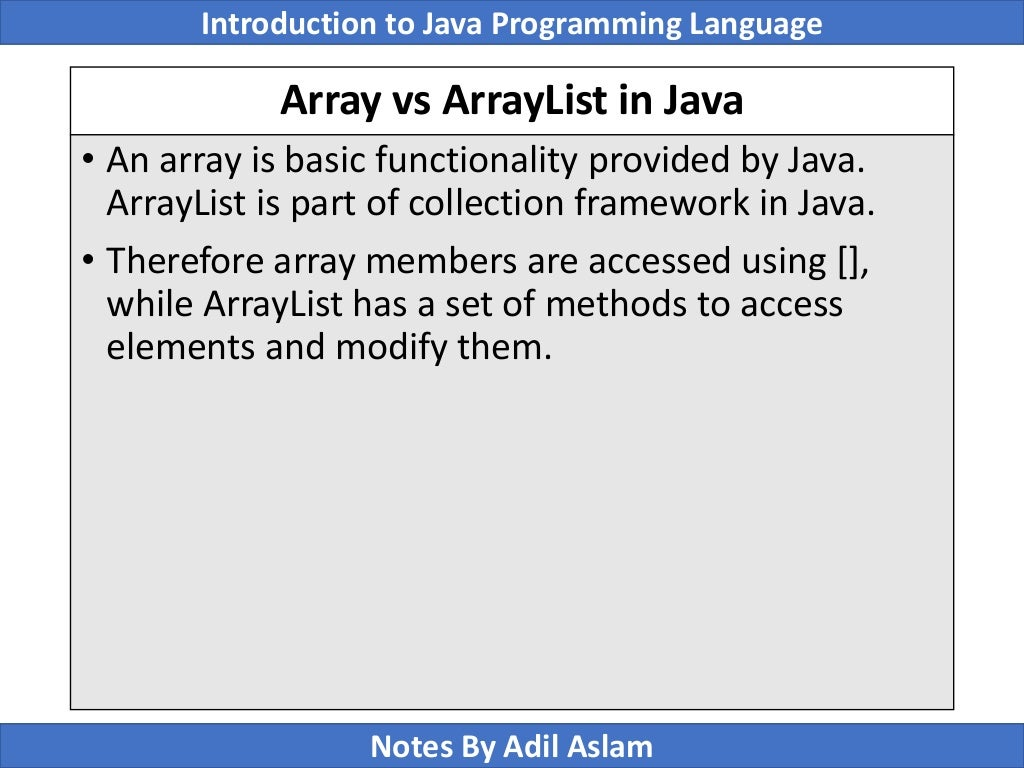 Introduction to Java Programming Language
Array vs ArrayList in Java
• An array is basic functionality provided by Java.
ArrayList is part of collection framework in Java.
• Therefore array members are accessed using [],
while ArrayList has a set of methods to access
elements and modify them.
Notes By Adil Aslam